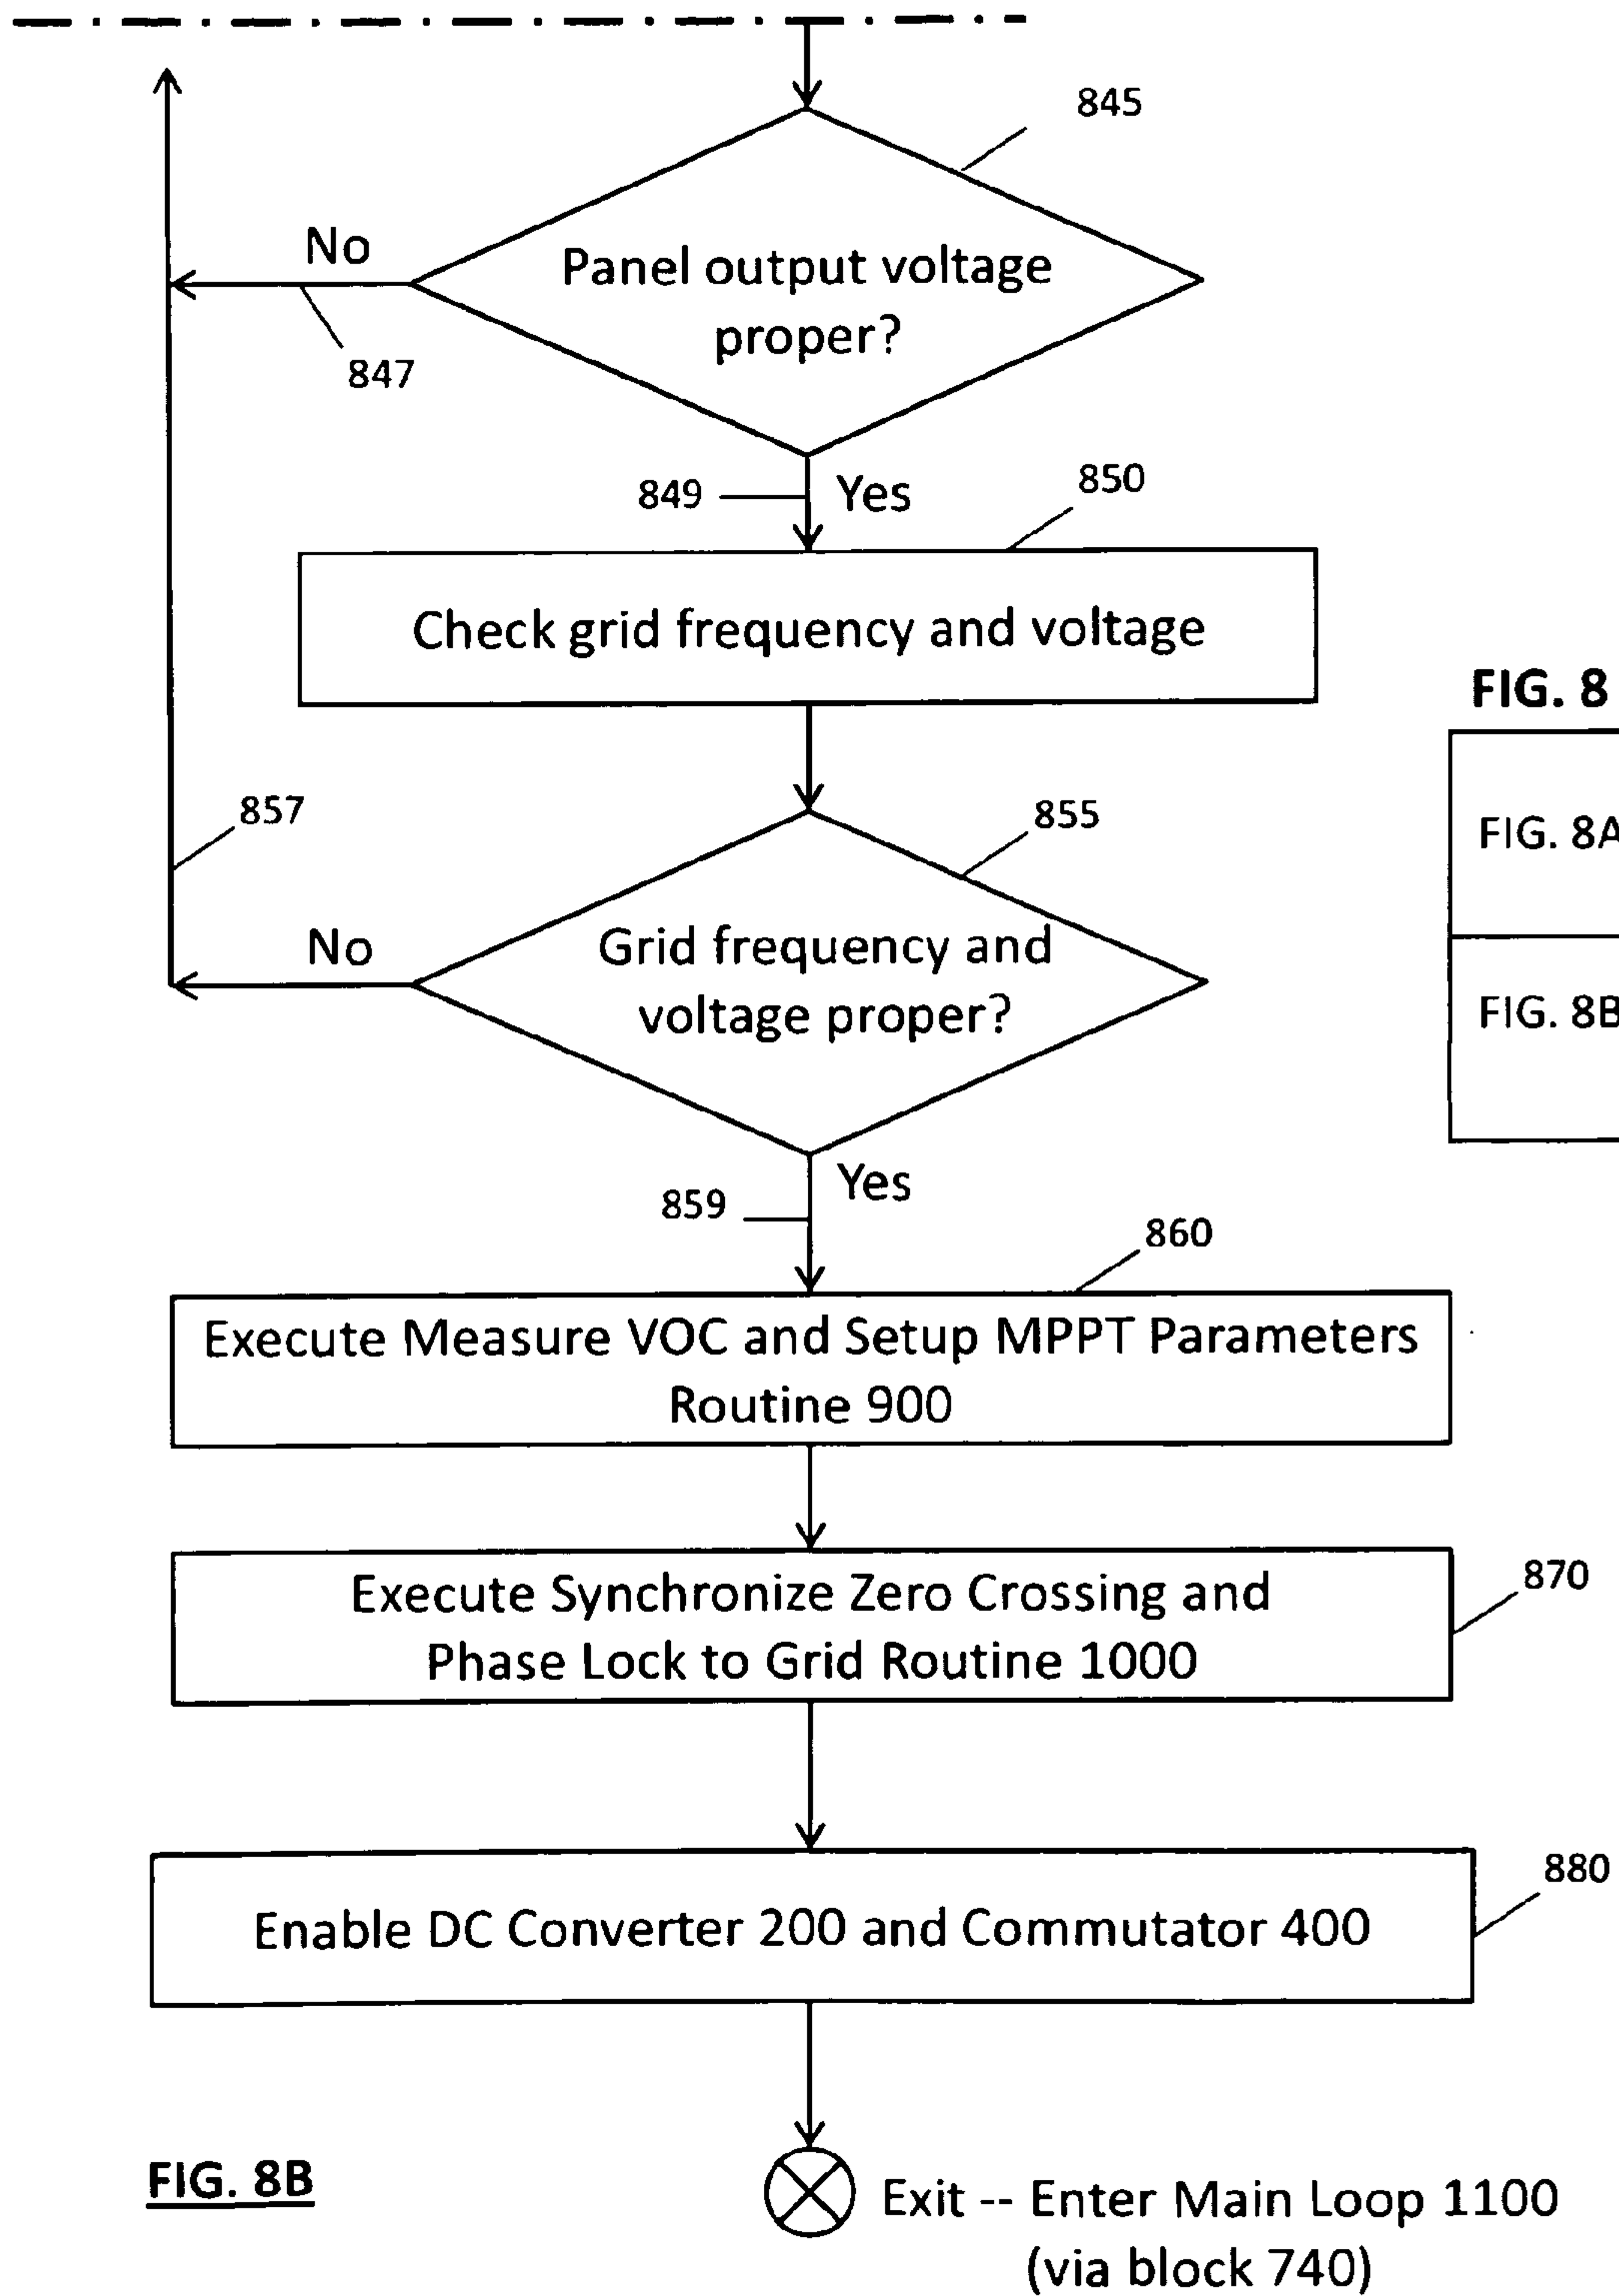 845
No
Panel output voltage
proper?
847
849
Yes
850
Check grid frequency and voltage
FIG. 8
FIG. 8A
FIG. 8B
857
855
No
Grid frequency and
voltage proper?
859
Yes
860
Execute Measure VOC and Setup MPPT Parameters
Routine 900
870
Execute Synchronize Zero Crossing and
Phase Lock to Grid Routine 1000
880
Enable DC Converter 200 and Commutator 400
FIG. 8B
Exit -- Enter Main Loop 1100
(via block 740)